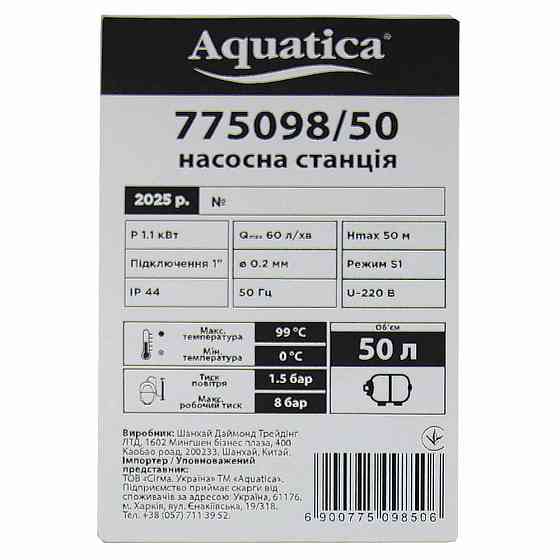 Aquatica®
775098/50
насосна станція
2025 р. №
P 1.1 кВт Qmax 60 л/хв Hmax 50 м
Підключення 1" ø 0.2 мм Режим S1
IP 44 50 Гц U~220 В
Макс. температура 99 °C
Мін. температура 0 °C
Тиск повітря 1.5 бар
Макс. робочий тиск 8 бар
Об'єм
50 л
Виробник: Шанхай Даймонд Трейдінг
ЛТД, 1602 Мингшен бізнес плаза, 400
Каобао роад, 200233, Шанхай, Китай.
Імпортер / Уповноважений
представник:
ТОВ «Сігма. Україна» ТМ «Aquatica».
Підприємство приймає скарги від
споживачів за адресою: Україна, 61176,
м. Харків, вул. Єнакіївська, 19/318.
Тел. +38 (057) 711 39 52.
6 900775 098506